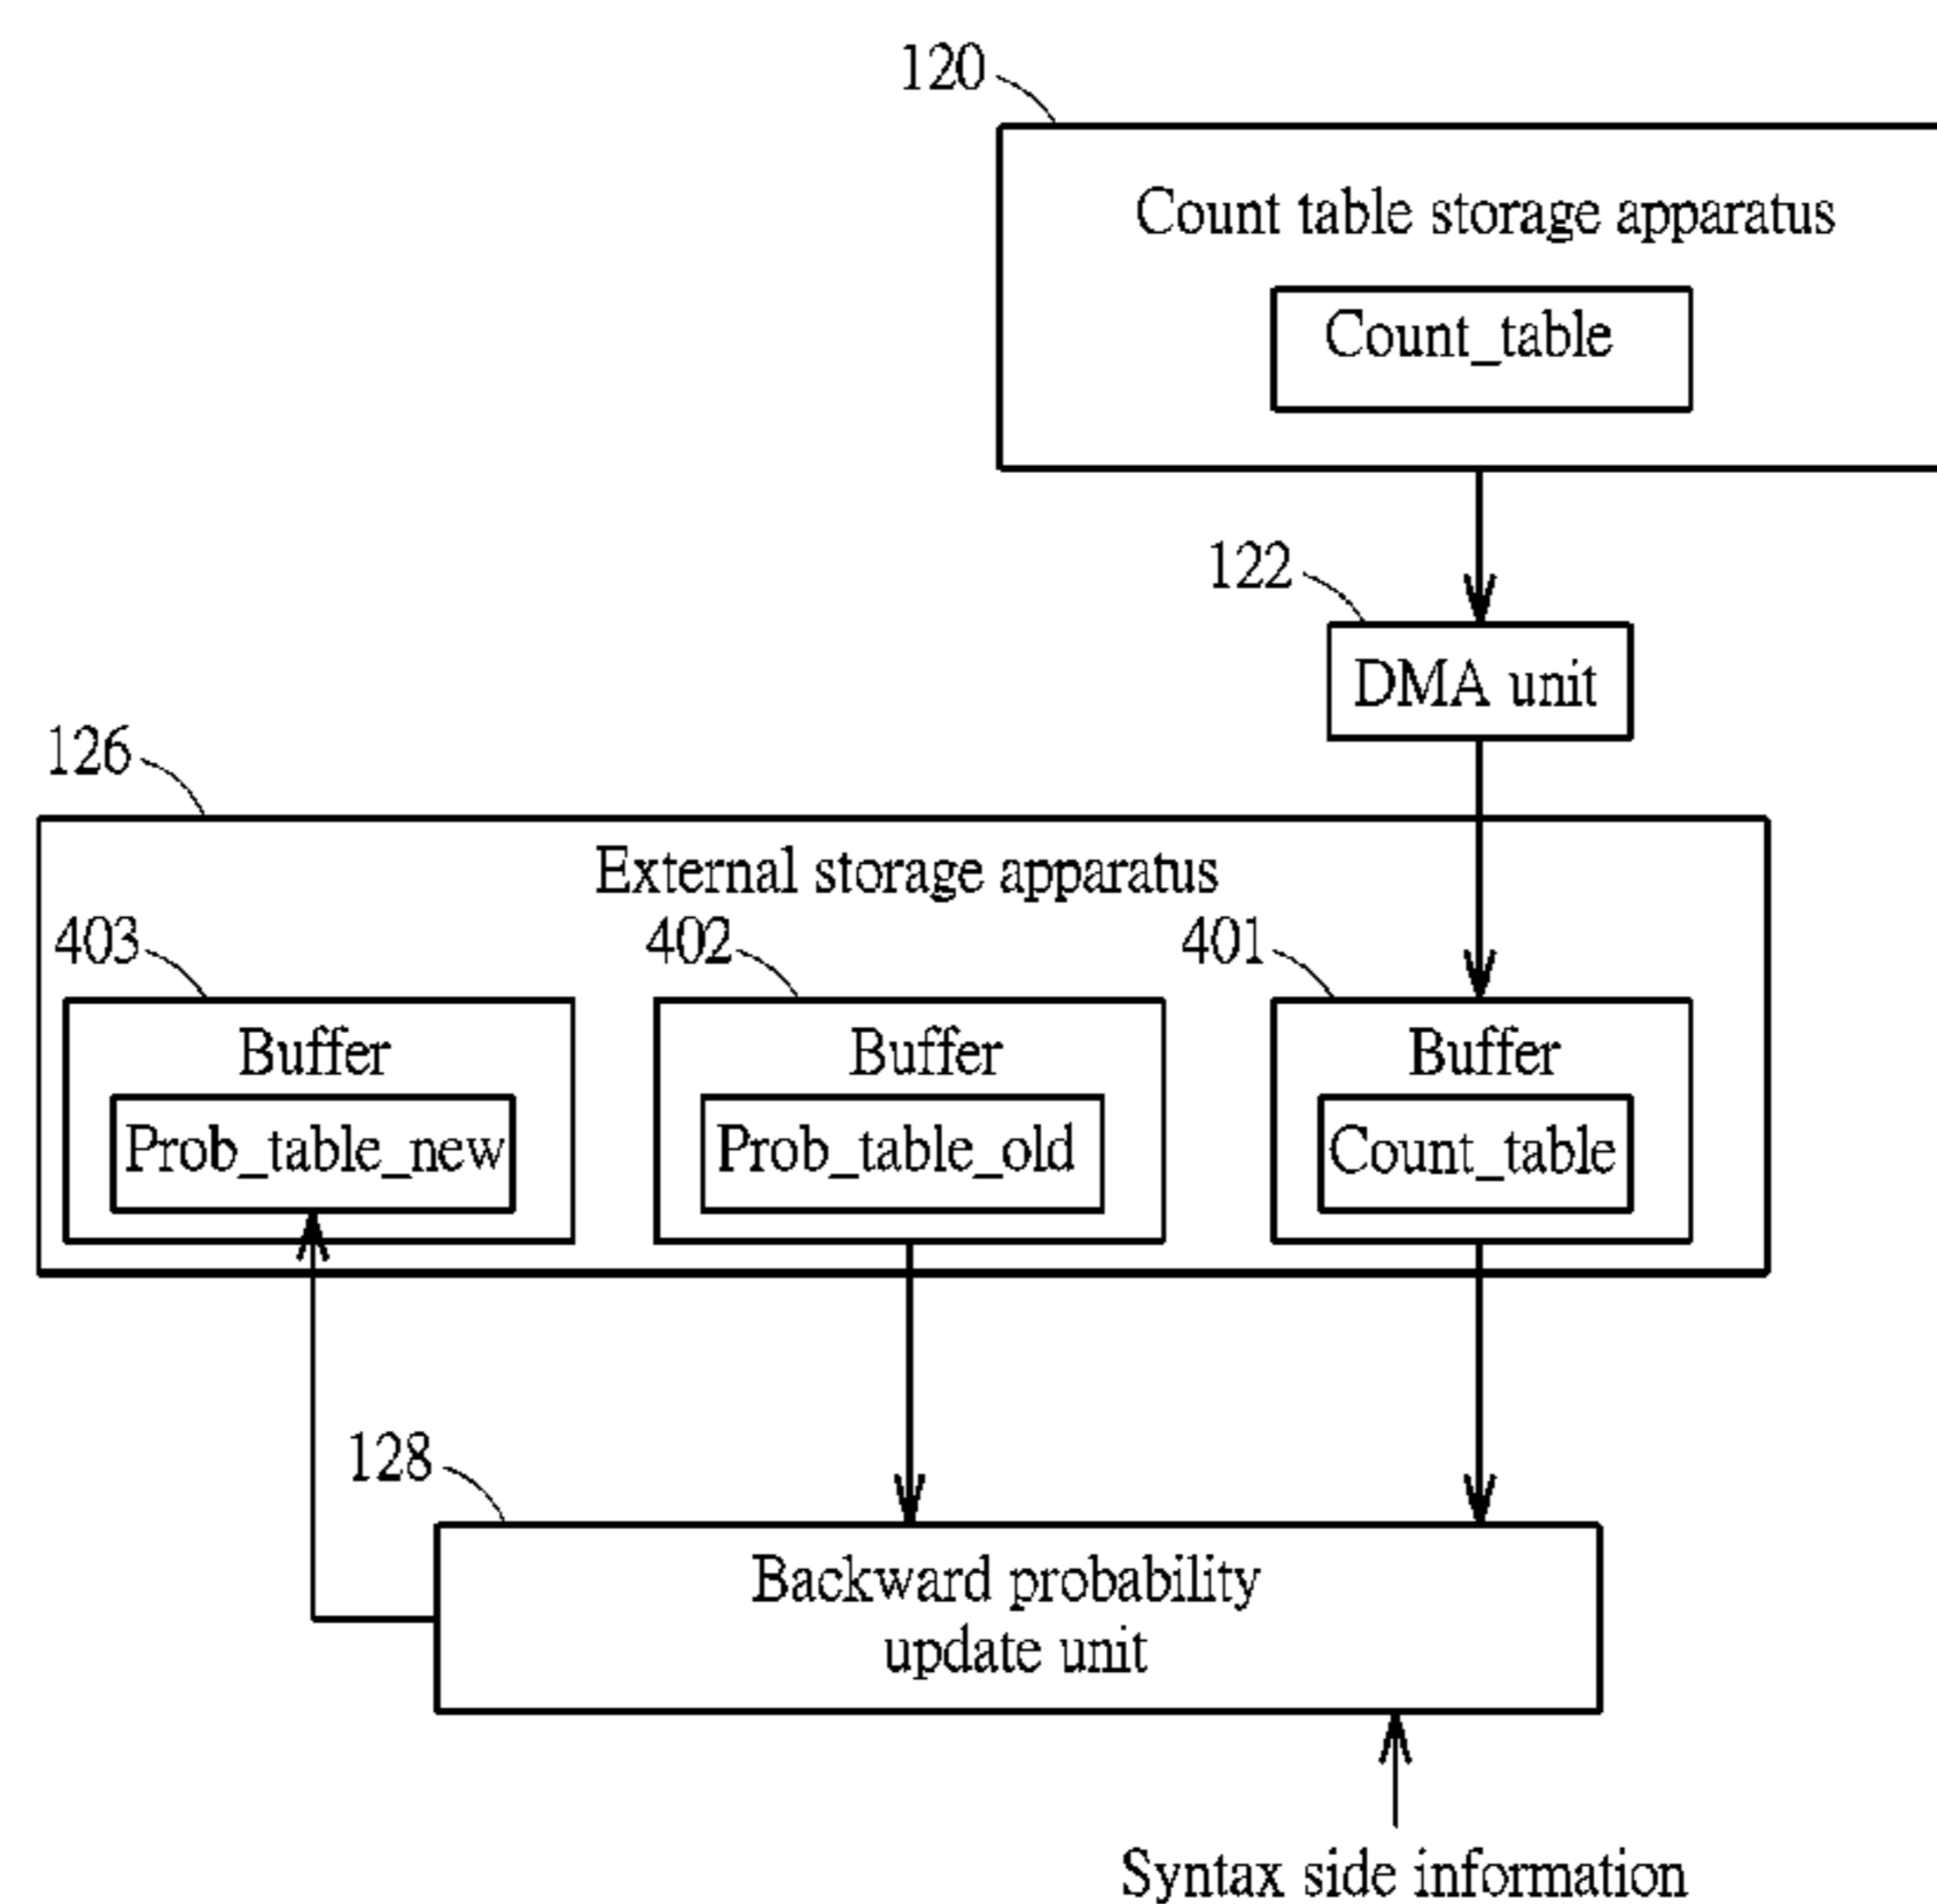 120
Count table storage apparatus
Count_table
122
DMA unit
126
External storage apparatus
403
402
401
Buffer
Buffer
Buffer
Prob_table_new
Prob_table_old
Count_table
128
Backward probability
update unit
Syntax side information